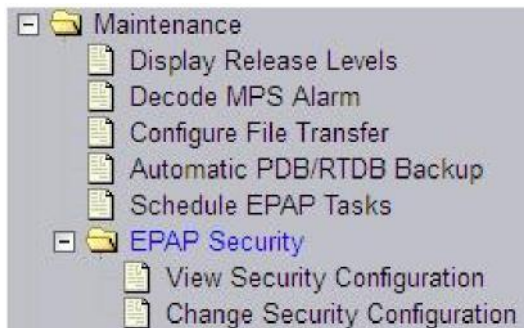 Maintenance
Display Release Levels
Decode MPS Alarm
Configure File Transfer
Automatic PDB/RTDB Backup
Schedule EPAP Tasks
EPAP Security
View Security Configuration
Change Security Configuration